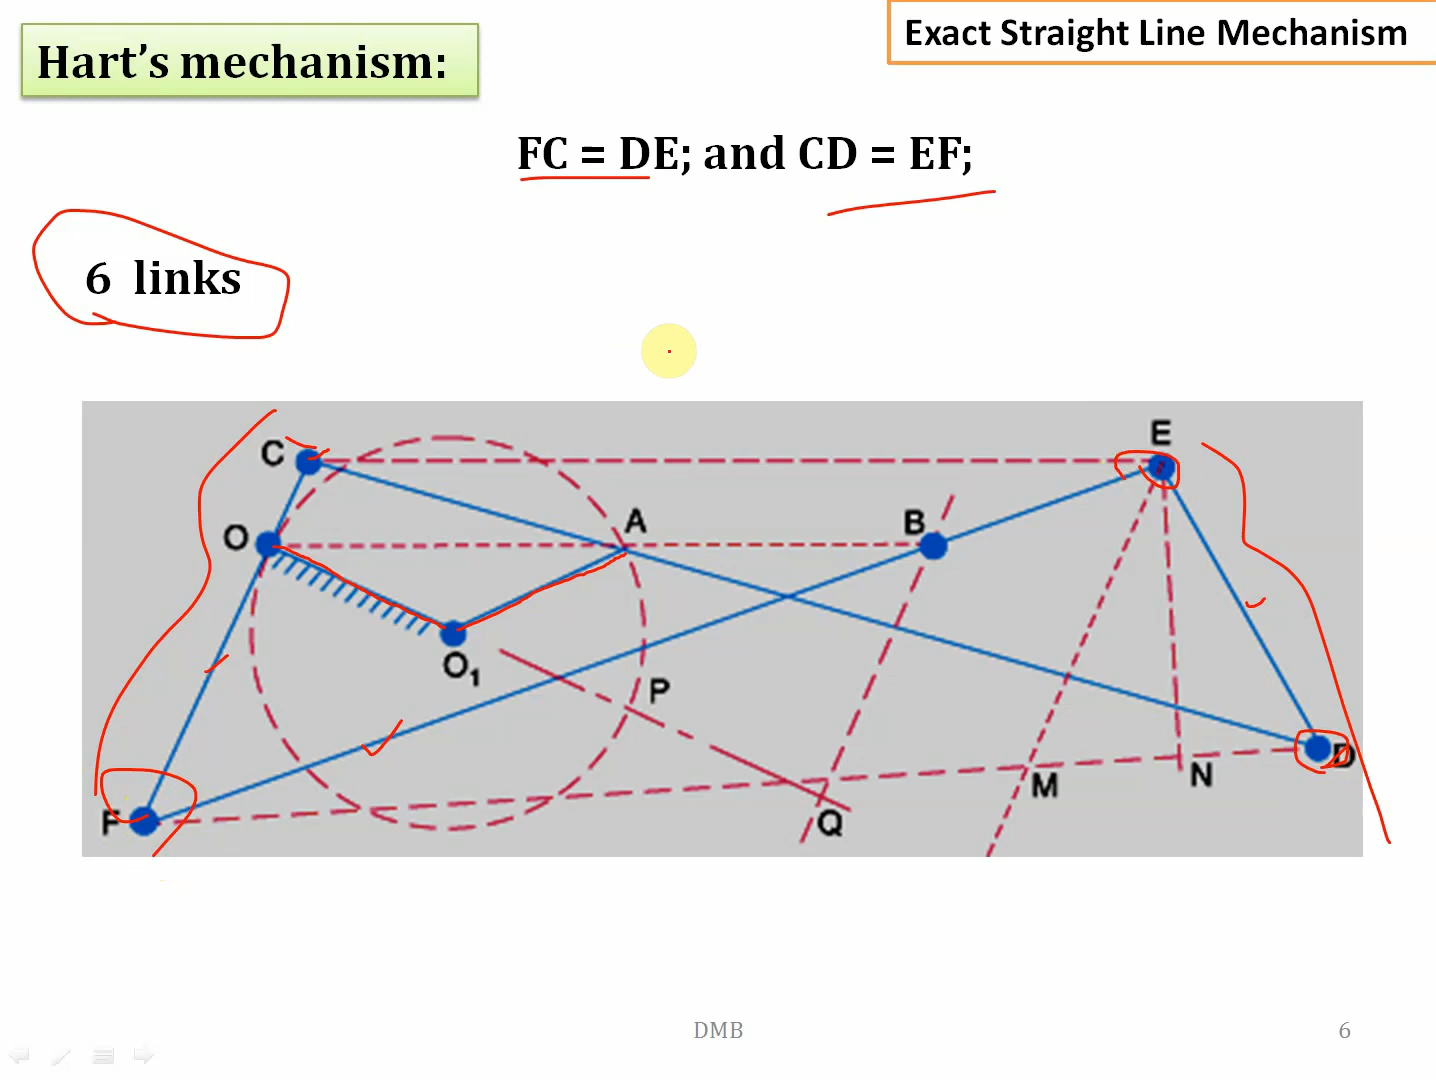 Hart's mechanism:
Exact Straight Line Mechanism
FC = DE; and CD = EF;
6 links
C
E
O
A
B
O₁
P
F
Q
M
N
D
DMB
6